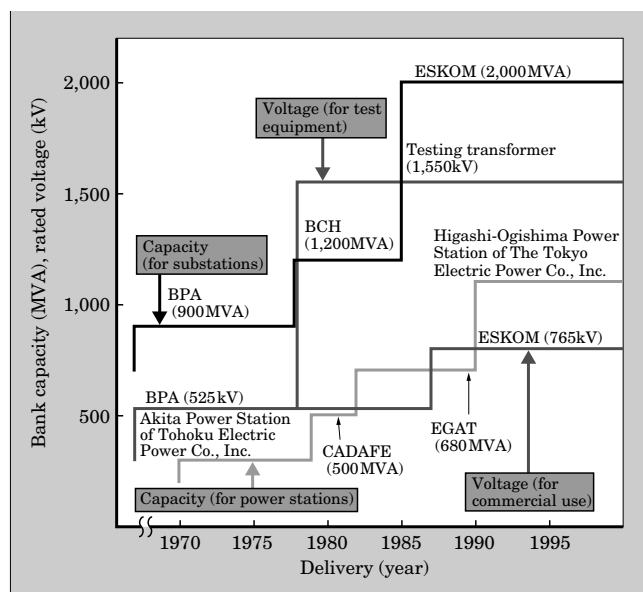 Bank capacity (MVA), rated voltage (kV)
2,000
1,500
1,000
500
ESKOM (2,000MVA)
Voltage (for test
equipment)
Testing transformer
(1,550kV)
BCH
(1,200MVA)
Capacity
(for substations)
Higashi-Ogishima Power
Station of The Tokyo
Electric Power Co., Inc.
BPA
(900MVA)
ESKOM (765kV)
BPA (525kV)
Akita Power Station
of Tohoku Electric
Power Co., Inc.
CADAFE
(500MVA)
EGAT
(680MVA)
Capacity (for power stations)
Voltage (for
commercial use)
1970
1975
1980
1985
1990
1995
Delivery (year)